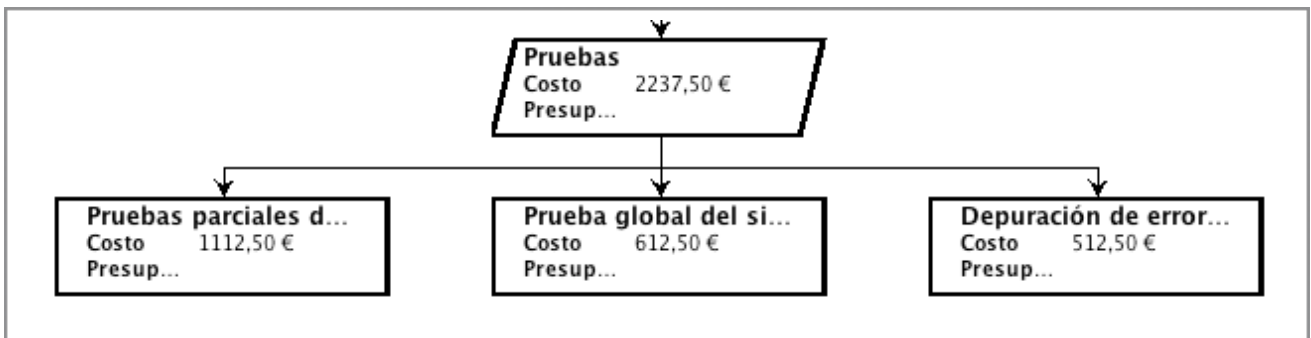 Pruebas
Costo 2237,50 €
Presup...
Pruebas parciales d...
Costo 1112,50 €
Presup...
Prueba global del si...
Costo 612,50 €
Presup...
Depuración de error...
Costo 512,50 €
Presup...